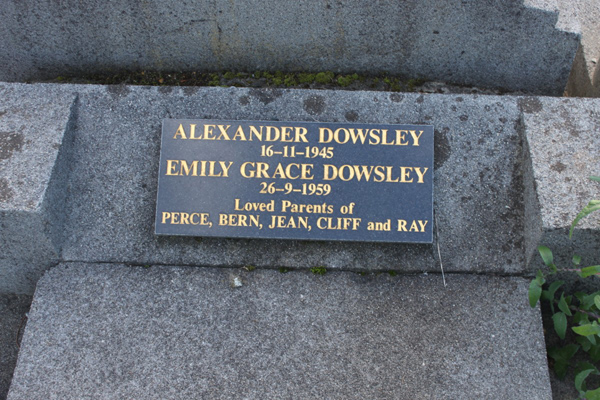 ALEXANDER DOWSLEY
16-11-1945
EMILY GRACE DOWSLEY
26-9-1959
Loved Parents of
PERCE, BERN, JEAN, CLIFF and RAY